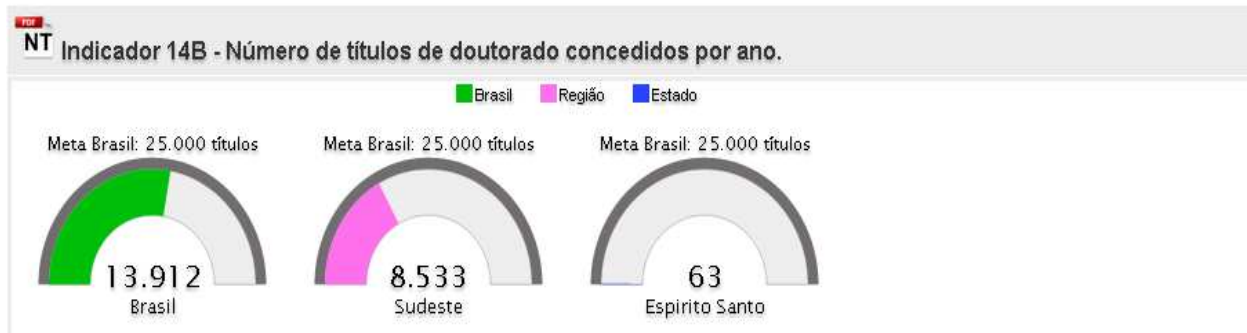 PDF
NT Indicador 14B - Número de títulos de doutorado concedidos por ano.
Brasil Região Estado
Meta Brasil: 25.000 títulos Meta Brasil: 25.000 títulos Meta Brasil: 25.000 títulos
13.912 8.533 63
Brasil Sudeste Espirito Santo